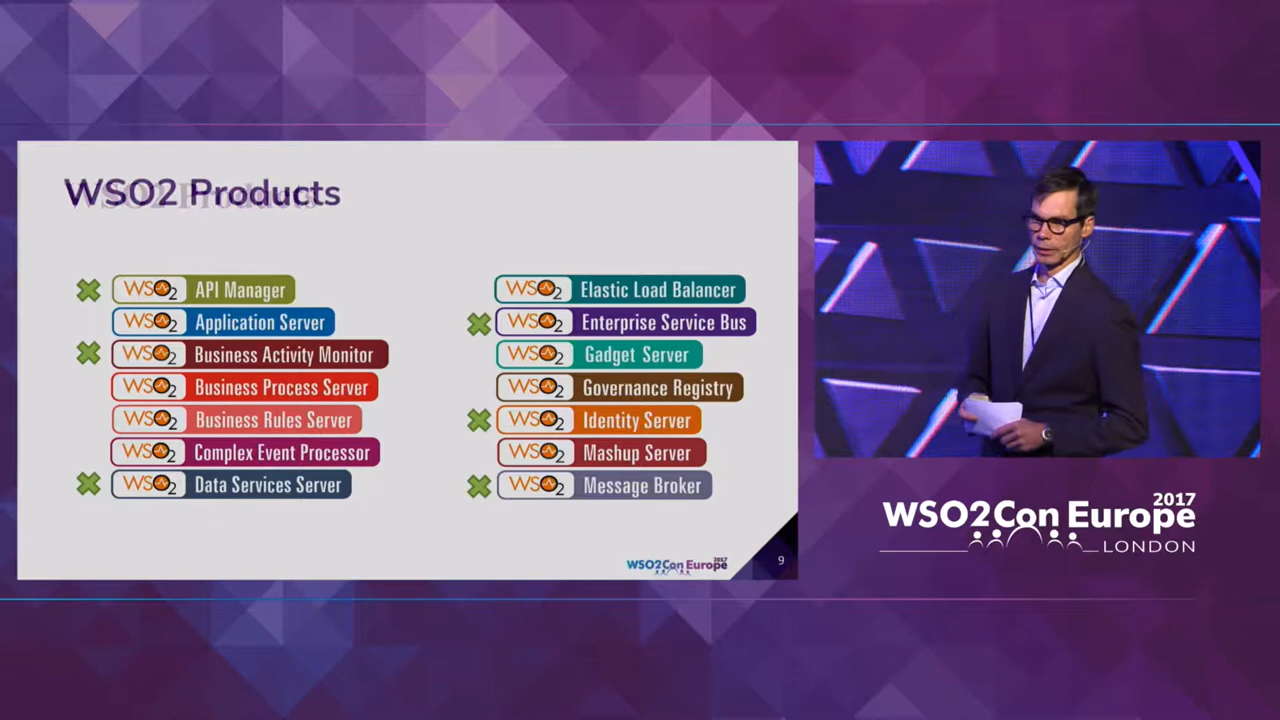 WSO2 Products
WSO2 API Manager
WSO2 Application Server
WSO2 Business Activity Monitor
WSO2 Business Process Server
WSO2 Business Rules Server
WSO2 Complex Event Processor
WSO2 Data Services Server
WSO2 Elastic Load Balancer
WSO2 Enterprise Service Bus
WSO2 Gadget Server
WSO2 Governance Registry
WSO2 Identity Server
WSO2 Mashup Server
WSO2 Message Broker
2017
WSO2Con Europe
9
2017
WSO2Con Europe
LONDON